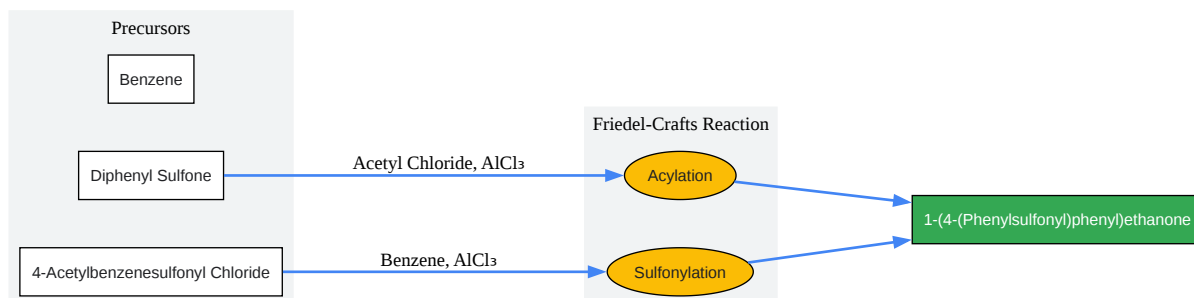 Precursors
Benzene
Friedel-Crafts Reaction
Diphenyl Sulfone
Acetyl Chloride, AlCl₃
Acylation
1-(4-(Phenylsulfonyl)phenyl)ethanone
4-Acetylbenzenesulfonyl Chloride
Benzene, AlCl₃
Sulfonylation